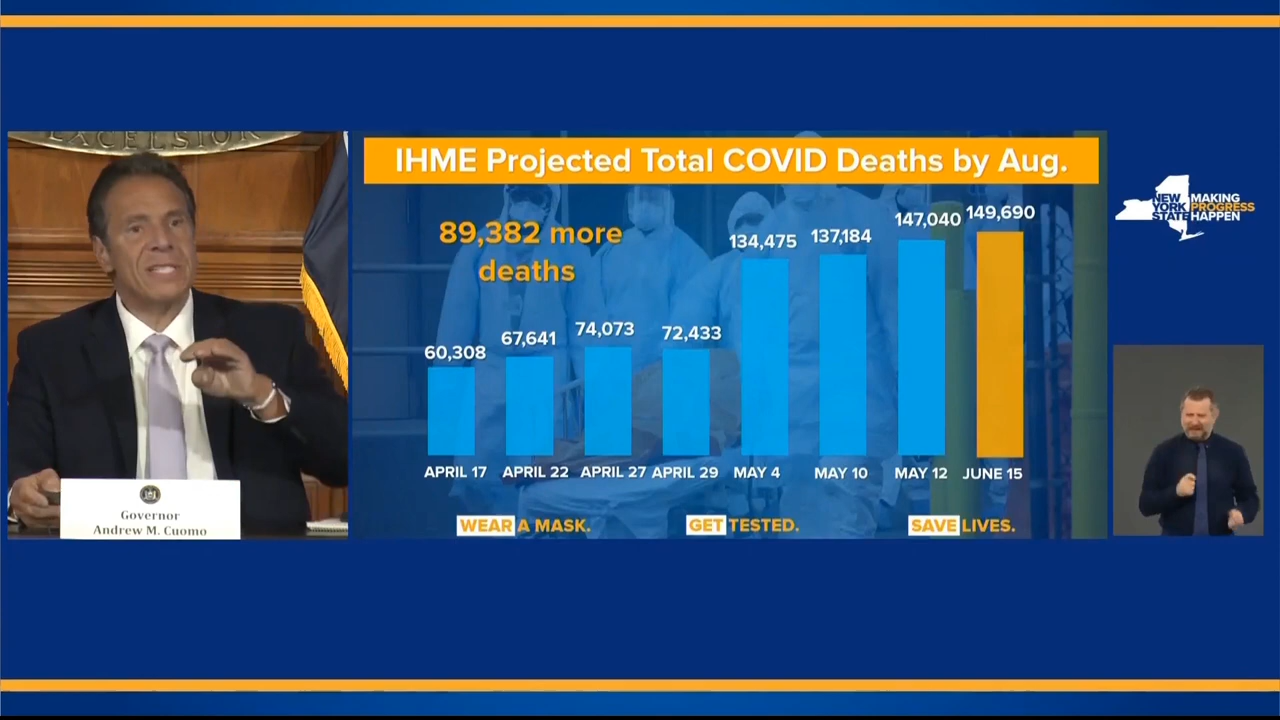 EXCELSIOR
IHME Projected Total COVID Deaths by Aug.
89,382 more
deaths
60,308
67,641
74,073
72,433
134,475
137,184
147,040
149,690
APRIL 17
APRIL 22
APRIL 27
APRIL 29
MAY 4
MAY 10
MAY 12
JUNE 15
WEAR A MASK.
GET TESTED.
SAVE LIVES.
Governor
Andrew M. Cuomo
NEW
YORK
STATE
MAKING
PROGRESS
HAPPEN